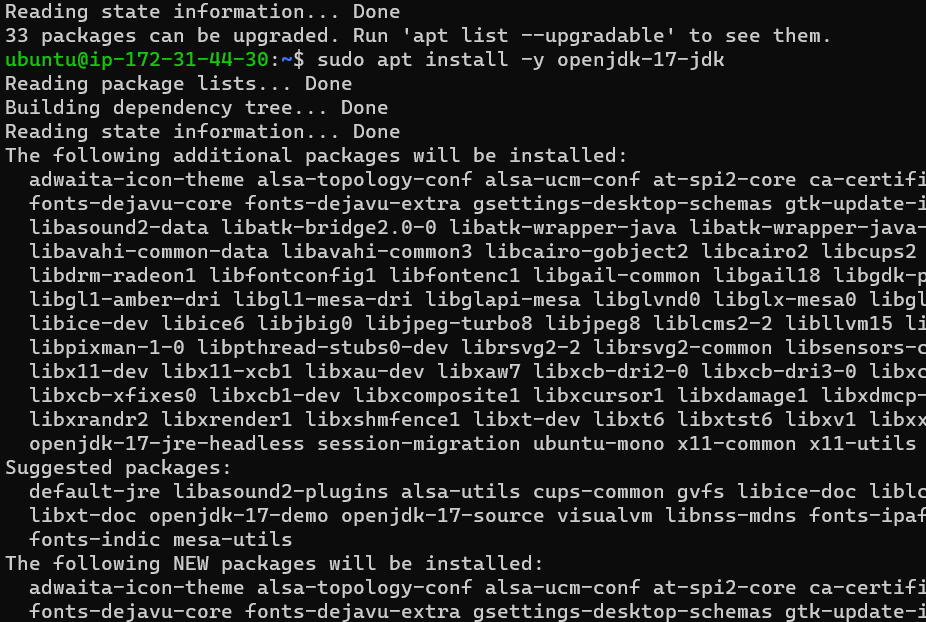 Reading state information... Done
33 packages can be upgraded. Run 'apt list --upgradable' to see them.
ubuntu@ip-172-31-44-30:~$ sudo apt install -y openjdk-17-jdk
Reading package lists... Done
Building dependency tree... Done
Reading state information... Done
The following additional packages will be installed:
adwaita-icon-theme alsa-topology-conf alsa-ucm-conf at-spi2-core ca-certifi
fonts-dejavu-core fonts-dejavu-extra gsettings-desktop-schemas gtk-update-i
libasound2-data libatk-bridge2.0-0 libatk-wrapper-java libatk-wrapper-java-
libavahi-common-data libavahi-common3 libcairo-gobject2 libcairo2 libcups2
libdrm-radeon1 libfontconfig1 libfontenc1 libgail-common libgail18 libgdk-p
libgl1-amber-dri libgl1-mesa-dri libglapi-mesa libglvnd0 libglx-mesa0 libgl
libice-dev libice6 libjbig0 libjpeg-turbo8 libjpeg8 liblcms2-2 libllvm15 li
libpixman-1-0 libpthread-stubs0-dev librsvg2-2 librsvg2-common libsensors-c
libx11-dev libx11-xcb1 libxau-dev libxaw7 libxcb-dri2-0 libxcb-dri3-0 libxc
libxcb-xfixes0 libxcb1-dev libxcomposite1 libxcursor1 libxdamage1 libxdmcp-
libxrandr2 libxrender1 libxshmfence1 libxt-dev libxt6 libxtst6 libxv1 libxx
openjdk-17-jre-headless session-migration ubuntu-mono x11-common x11-utils
Suggested packages:
default-jre libasound2-plugins alsa-utils cups-common gvfs libice-doc liblc
libxt-doc openjdk-17-demo openjdk-17-source visualvm libnss-mdns fonts-ipaf
fonts-indic mesa-utils
The following NEW packages will be installed:
adwaita-icon-theme alsa-topology-conf alsa-ucm-conf at-spi2-core ca-certifi
fonts-dejavu-core fonts-dejavu-extra gsettings-desktop-schemas gtk-update-i